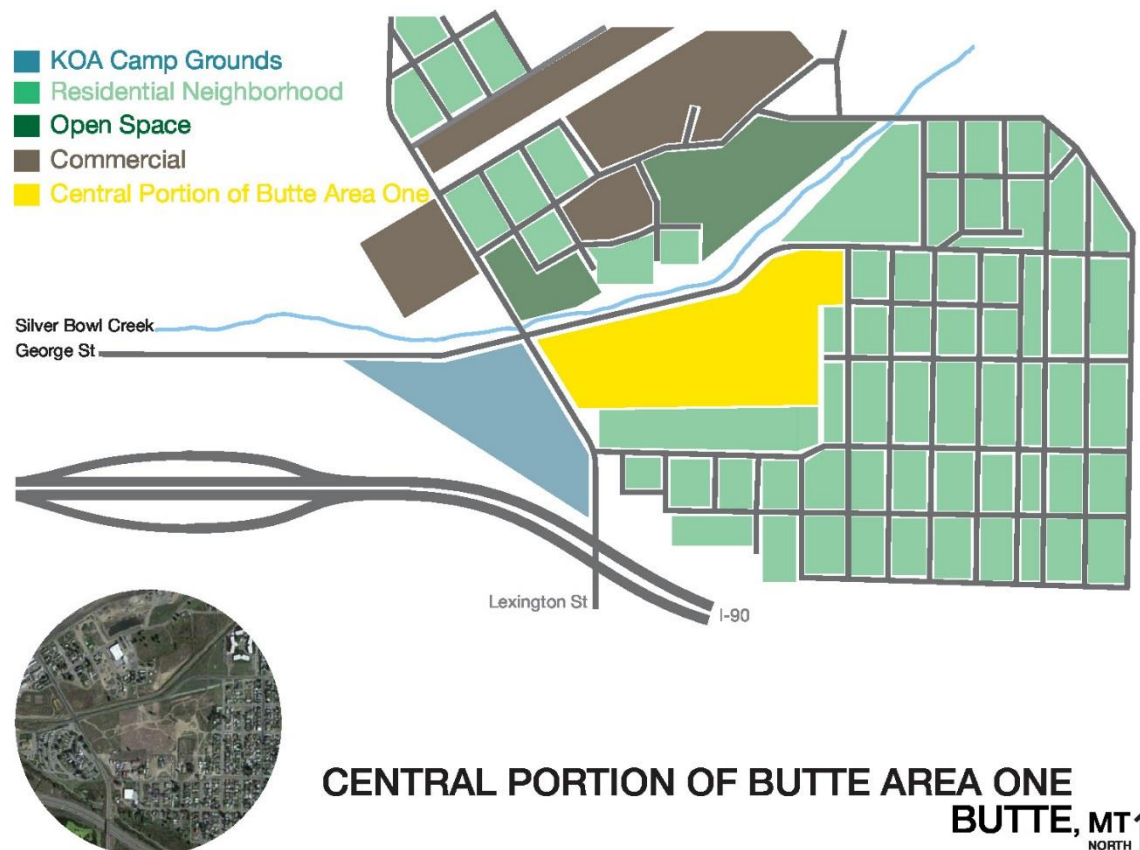 KOA Camp Grounds
Residential Neighborhood
Open Space
Commercial
Central Portion of Butte Area One
Silver Bowl Creek
George St
Lexington St
I-90
CENTRAL PORTION OF BUTTE AREA ONE
BUTTE, MT
NORTH